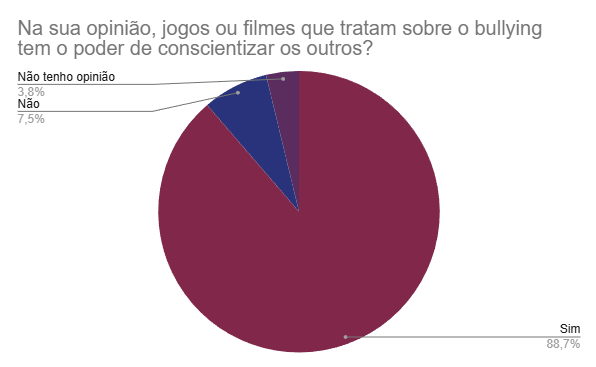 Na sua opinião, jogos ou filmes que tratam sobre o bullying
tem o poder de conscientizar os outros?
Não tenho opinião
3,8%
Não
7,5%
Sim
88,7%